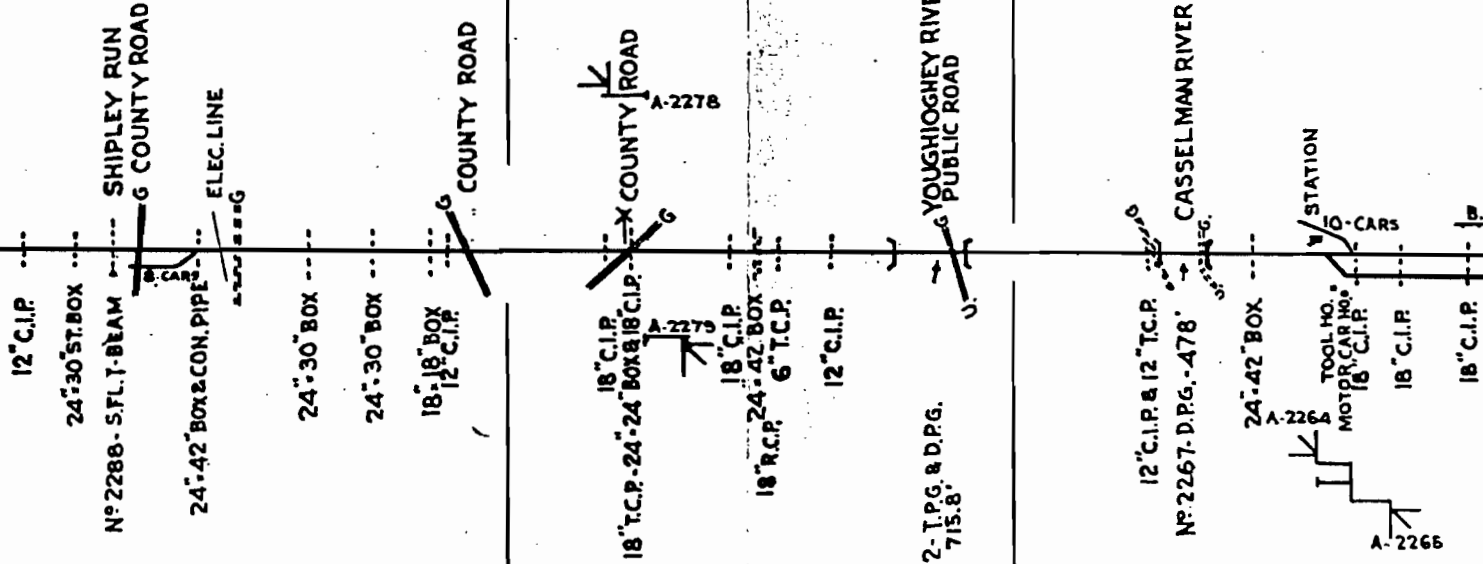 12" C.I.P.
24"×30" ST. BOX
Nº 2288 - S.FL. T-BEAM
SHIPLEY RUN
G COUNTY ROAD
8-CARS
24"×42" BOX & CON. PIPE
ELEC. LINE
G
24"×30" BOX
24"×30" BOX
18"×18" BOX
12" C.I.P.
G
COUNTY ROAD
18" C.I.P.
18" T.C.P.-24"×24" BOX & 18" C.I.P.
X COUNTY ROAD
G
A-2278
A-2279
18" C.I.P.
18" R.C.P.
24"×42" BOX
6" T.C.P.
12" C.I.P.
2- T.P.G. & D.P.G.
715.8'
G
U.
YOUGHIOGHEY RIVE
PUBLIC ROAD
12" C.I.P. & 12" T.C.P.
Nº 2267- D.P.G. - 478'
CASSELMAN RIVER
G.
U.
24"×42" BOX
STATION
10-CARS
TOOL HO.
MOTOR CAR HO.
18" C.I.P.
18" C.I.P.
18" C.I.P.
B.
A-2264
A-2265